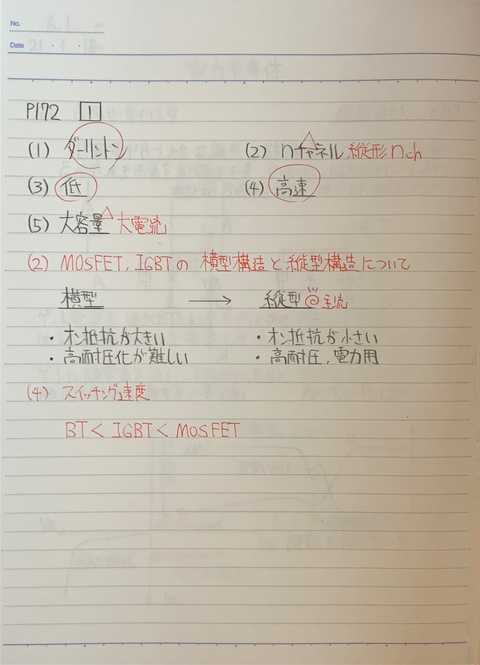 No.
Date
P172 1
(1) ダーリントン (2) nチャネル 縦形nch
(3) 低 (4) 高速
(5) 大容量 大電流
(2) MOSFET, IGBTの 横型構造と縦型構造について
横型 → 縦型 @主流
・オン抵抗が大きい ・オン抵抗が小さい
・高耐圧化が難しい ・高耐圧, 電力用
(4) スイッチング速度
BT < IGBT < MOSFET